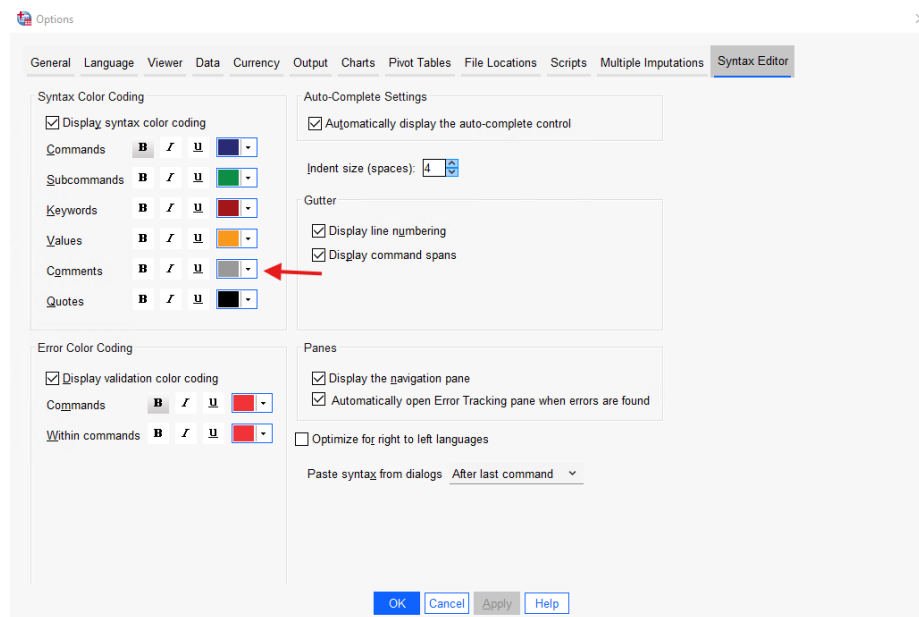 Options
General Language Viewer Data Currency Output Charts Pivot Tables File Locations Scripts Multiple Imputations Syntax Editor
Syntax Color Coding
Display syntax color coding
Commands B I U
Subcommands B I U
Keywords B I U
Values B I U
Comments B I U
Quotes B I U
Error Color Coding
Display validation color coding
Commands B I U
Within commands B I U
Auto-Complete Settings
Automatically display the auto-complete control
Indent size (spaces): 4
Gutter
Display line numbering
Display command spans
Panes
Display the navigation pane
Automatically open Error Tracking pane when errors are found
Optimize for right to left languages
Paste syntax from dialogs After last command
OK Cancel Apply Help